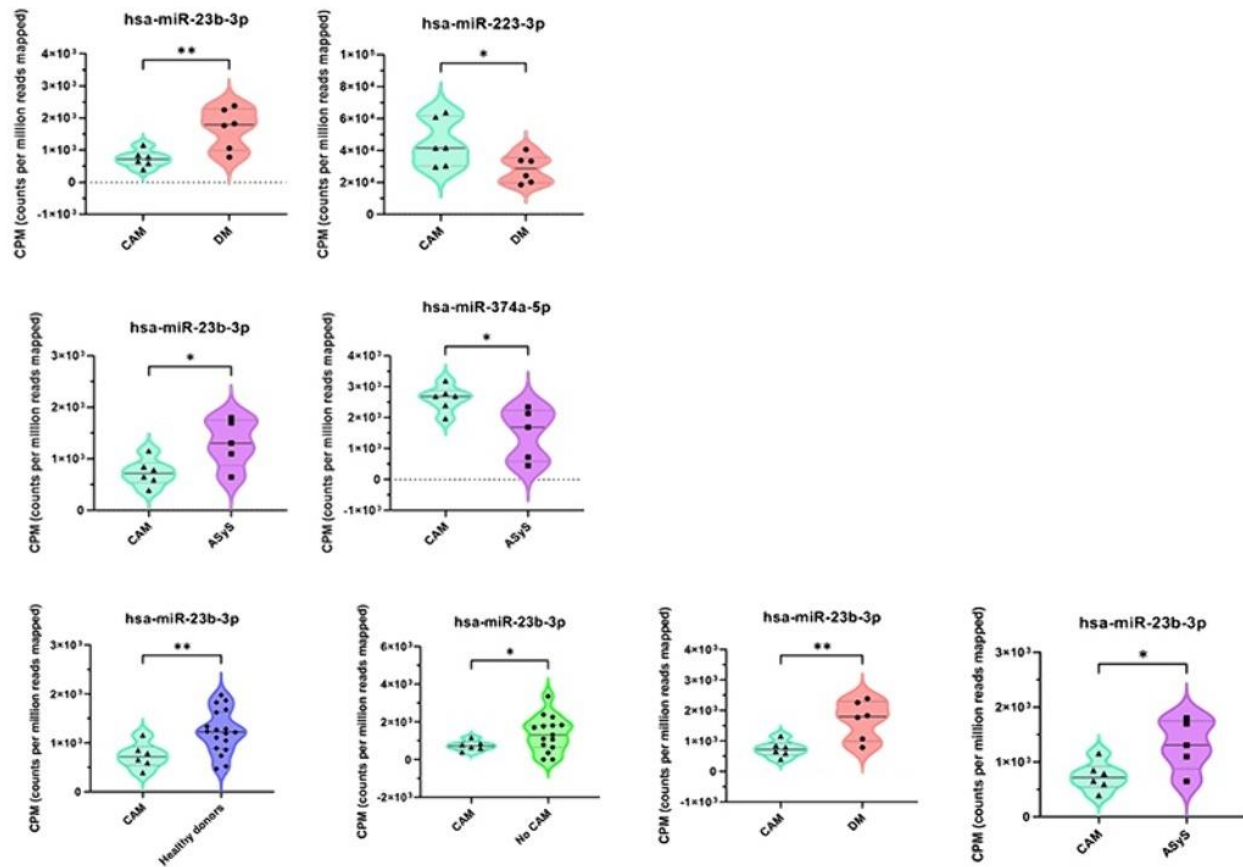 hsa-miR-23b-3p
**
CPM (counts per million reads mapped)
4×10³
3×10³
2×10³
1×10³
0
-1×10³
CAM
DM
hsa-miR-223-3p
*
CPM (counts per million reads mapped)
1×10⁵
8×10⁴
6×10⁴
4×10⁴
2×10⁴
0
CAM
DM
hsa-miR-23b-3p
*
CPM (counts per million reads mapped)
3×10³
2×10³
1×10³
0
CAM
ASyS
hsa-miR-374a-5p
*
CPM (counts per million reads mapped)
4×10³
3×10³
2×10³
1×10³
0
-1×10³
CAM
ASyS
hsa-miR-23b-3p
**
CPM (counts per million reads mapped)
3×10³
2×10³
1×10³
0
CAM
Healthy donors
hsa-miR-23b-3p
*
CPM (counts per million reads mapped)
6×10³
4×10³
2×10³
0
-2×10³
CAM
No CAM
hsa-miR-23b-3p
**
CPM (counts per million reads mapped)
4×10³
3×10³
2×10³
1×10³
0
-1×10³
CAM
DM
hsa-miR-23b-3p
*
CPM (counts per million reads mapped)
3×10³
2×10³
1×10³
0
CAM
ASyS